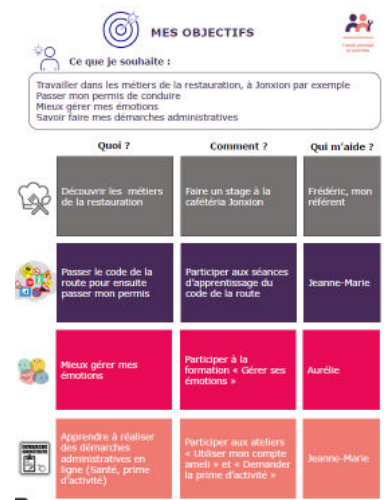 MES OBJECTIFS
Ce que je souhaite :
Travailler dans les métiers de la restauration, à Jonxion par exemple
Passer mon permis de conduire
Mieux gérer mes émotions
Savoir faire mes démarches administratives
Quoi ?
Comment ?
Qui m'aide ?
Découvrir les métiers
de la restauration
Faire un stage à la
cafétéria Jonxion
Frédéric, mon
référent
Passer le code de la
route pour ensuite
passer mon permis
Participer aux séances
d'apprentissage du
code de la route
Jeanne-Marie
Mieux gérer mes
émotions
Participer à la
formation « Gérer ses
émotions »
Aurélie
Apprendre à réaliser
des démarches
administratives en
ligne (Santé, prime
d'activité)
Participer aux ateliers
« Utiliser mon compte
ameli » et « Demander
la prime d'activité »
Jeanne-Marie